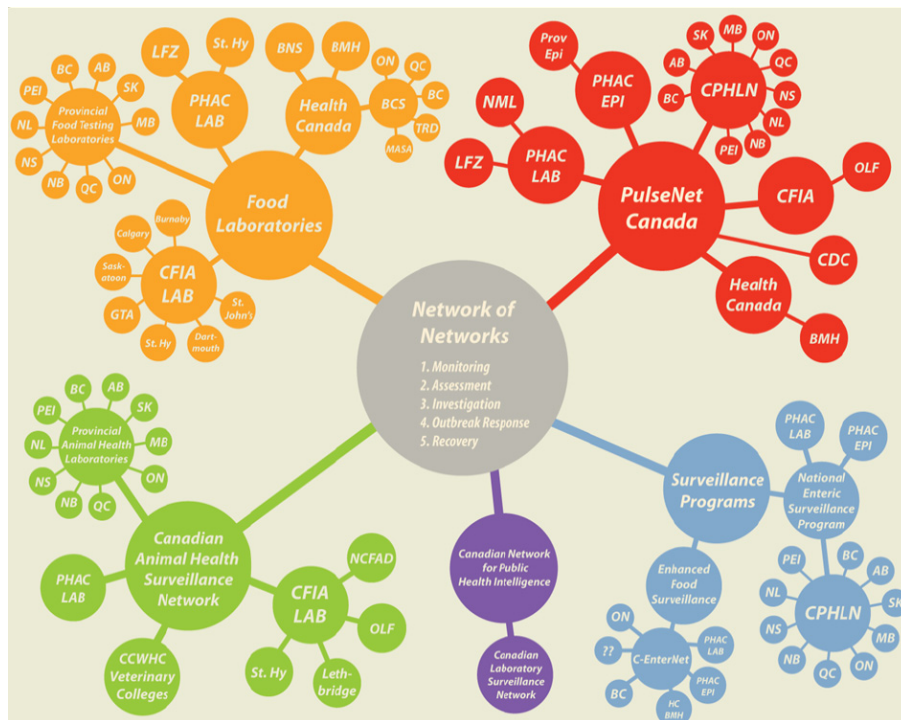 Network of
Networks
1. Monitoring
2. Assessment
3. Investigation
4. Outbreak Response
5. Recovery
Food
Laboratories
Provincial
Food Testing
Laboratories
PEI
BC
AB
SK
MB
ON
QC
NB
NS
NL
PHAC
LAB
LFZ
St. Hy
Health
Canada
BNS
BMH
BCS
ON
QC
BC
TRD
MASA
CFIA
LAB
Burnaby
Calgary
Sask-
atoon
GTA
St. Hy
Dart-
mouth
St.
John's
PulseNet
Canada
PHAC
LAB
NML
LFZ
PHAC
EPI
Prov
Epi
CPHLN
BC
AB
SK
MB
ON
QC
NS
NL
NB
PEI
CFIA
OLF
CDC
Health
Canada
BMH
Canadian
Animal Health
Surveillance
Network
Provincial
Animal Health
Laboratories
PEI
BC
AB
SK
MB
ON
QC
NB
NS
NL
PHAC
LAB
CCWHC
Veterinary
Colleges
CFIA
LAB
NCFAD
OLF
Leth-
bridge
St. Hy
Canadian Network
for Public
Health Intelligence
Canadian
Laboratory
Surveillance
Network
Surveillance
Programs
National
Enteric
Surveillance
Program
PHAC
LAB
PHAC
EPI
CPHLN
PEI
BC
AB
SK
MB
ON
QC
NB
NS
NL
Enhanced
Food
Surveillance
C-EnterNet
ON
??
BC
HC
BMH
PHAC
EPI
PHAC
LAB